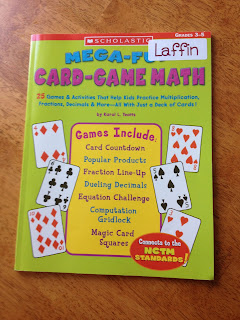 SCHOLASTIC
Grades 3-5
Laffin
MEGA-FU
CARD-GAME MATH
25 Games & Activities That Help Kids Practice Multiplication,
Fractions, Decimals & More—All With Just a Deck of Cards!
by Karol L. Yeatts
Games Include:
Card Countdown
Popular Products
Fraction Line-Up
Dueling Decimals
Equation Challenge
Computation
Gridlock
Magic Card
Squares
Connects to the
NCTM
STANDARDS!